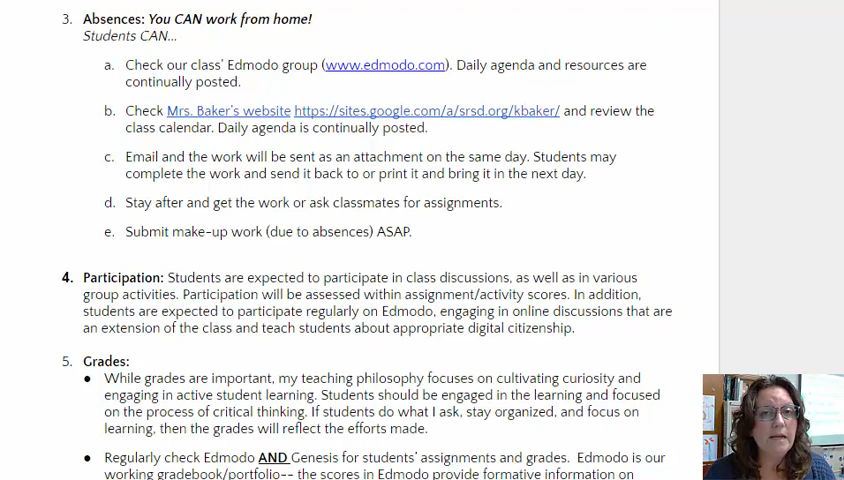 3. Absences: You CAN work from home!
Students CAN...
a. Check our class' Edmodo group (www.edmodo.com). Daily agenda and resources are
continually posted.
b. Check Mrs. Baker's website https://sites.google.com/a/srsd.org/kbaker/ and review the
class calendar. Daily agenda is continually posted.
c. Email and the work will be sent as an attachment on the same day. Students may
complete the work and send it back to or print it and bring it in the next day.
d. Stay after and get the work or ask classmates for assignments.
e. Submit make-up work (due to absences) ASAP.
4. Participation: Students are expected to participate in class discussions, as well as in various
group activities. Participation will be assessed within assignment/activity scores. In addition,
students are expected to participate regularly on Edmodo, engaging in online discussions that are
an extension of the class and teach students about appropriate digital citizenship.
5. Grades:
● While grades are important, my teaching philosophy focuses on cultivating curiosity and
engaging in active student learning. Students should be engaged in the learning and focused
on the process of critical thinking. If students do what I ask, stay organized, and focus on
learning, then the grades will reflect the efforts made.
● Regularly check Edmodo AND Genesis for students' assignments and grades. Edmodo is our
working gradebook/portfolio-- the scores in Edmodo provide formative information on